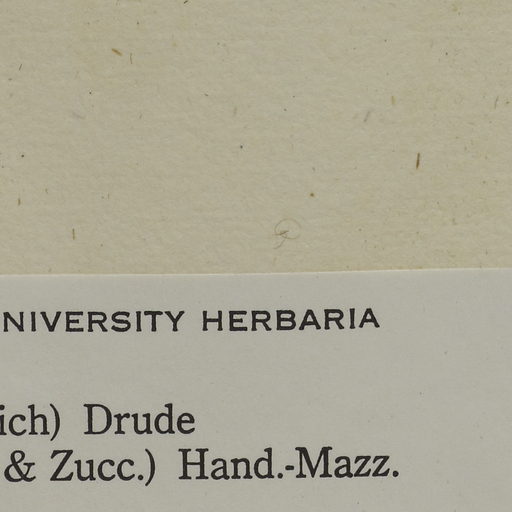 NIVERSITY HERBARIA
ich) Drude
& Zucc.) Hand.-Mazz.